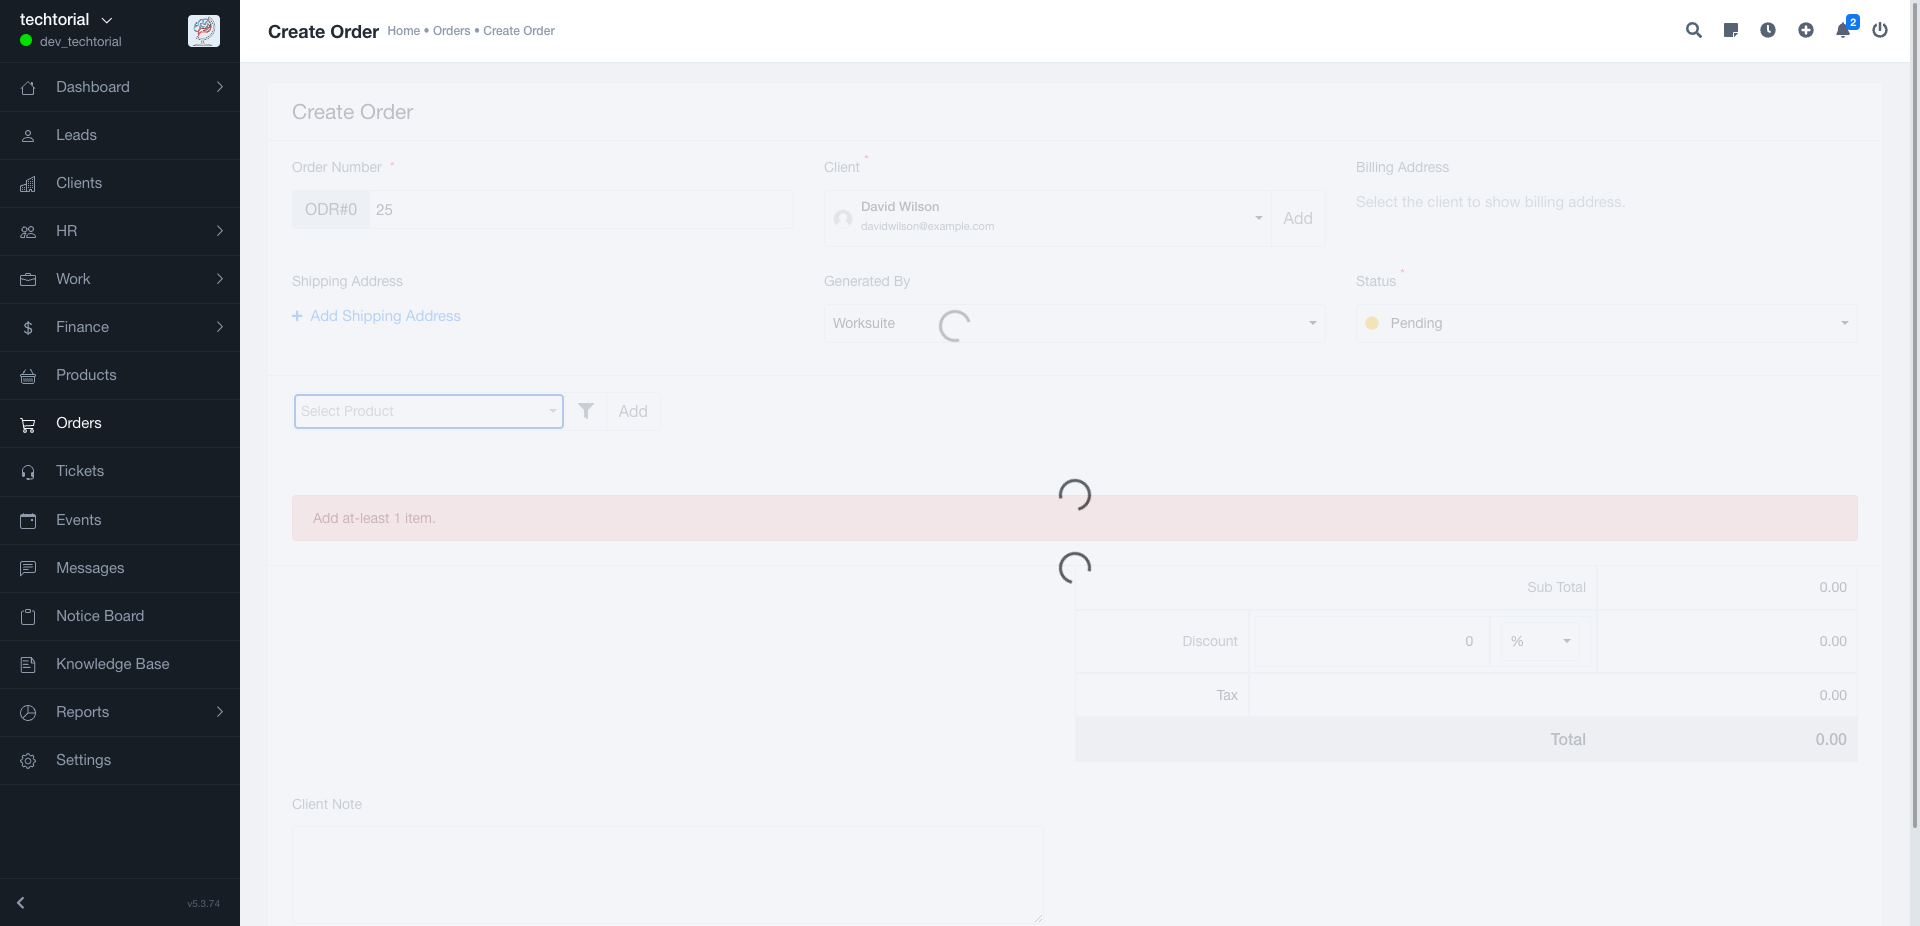 techtorial
dev_techtorial
Dashboard
Leads
Clients
HR
Work
Finance
Products
Orders
Tickets
Events
Messages
Notice Board
Knowledge Base
Reports
Settings
v5.3.74
Create Order Home • Orders • Create Order
2
Create Order
Order Number *
ODR#0 25
Client *
David Wilson
davidwilson@example.com
Add
Billing Address
Select the client to show billing address.
Shipping Address
+ Add Shipping Address
Generated By
Worksuite
Status *
Pending
Select Product
Add
Add at-least 1 item.
Sub Total 0.00
Discount 0 % 0.00
Tax 0.00
Total 0.00
Client Note